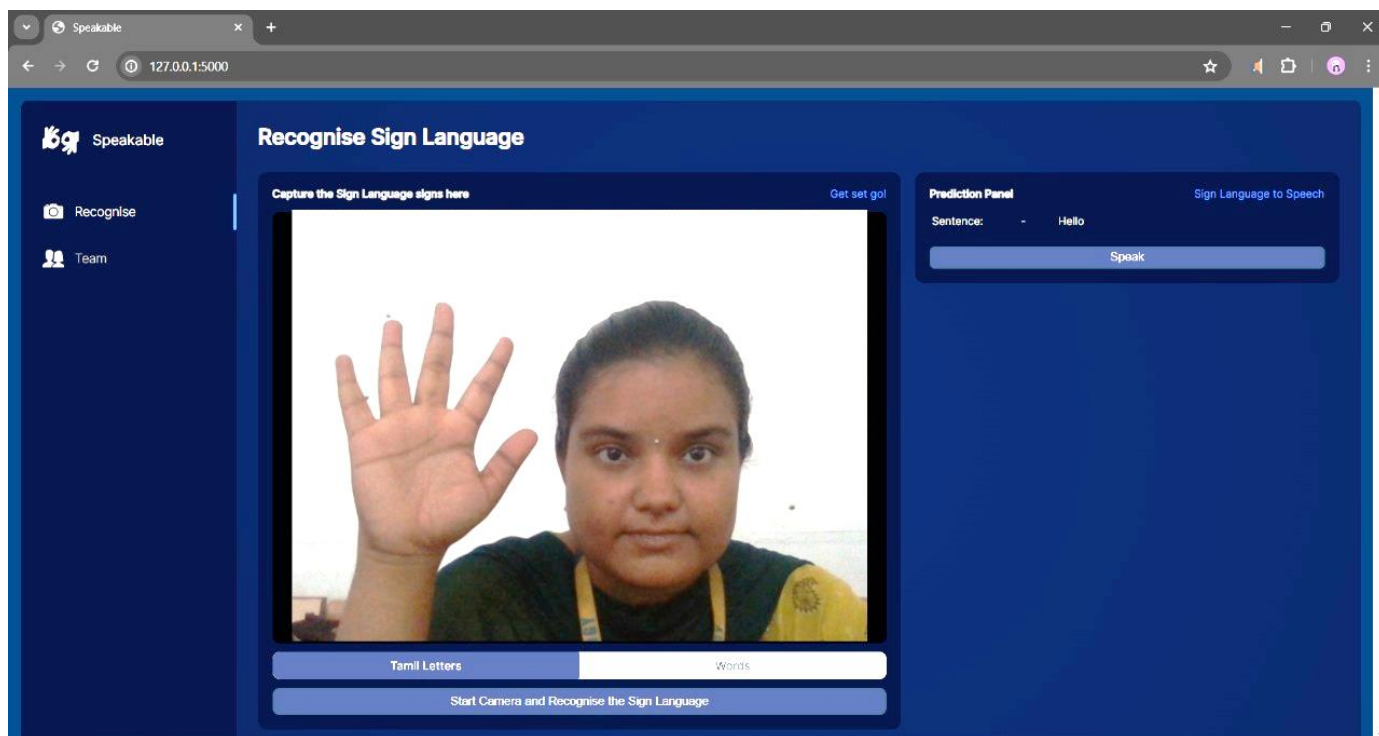 Speakable
127.0.0.1:5000
Speakable
Recognise Sign Language
Recognise
Team
Capture the Sign Language signs here
Get set go!
Tamil Letters
Words
Start Camera and Recognise the Sign Language
Prediction Panel
Sign Language to Speech
Sentence: - Hello
Speak